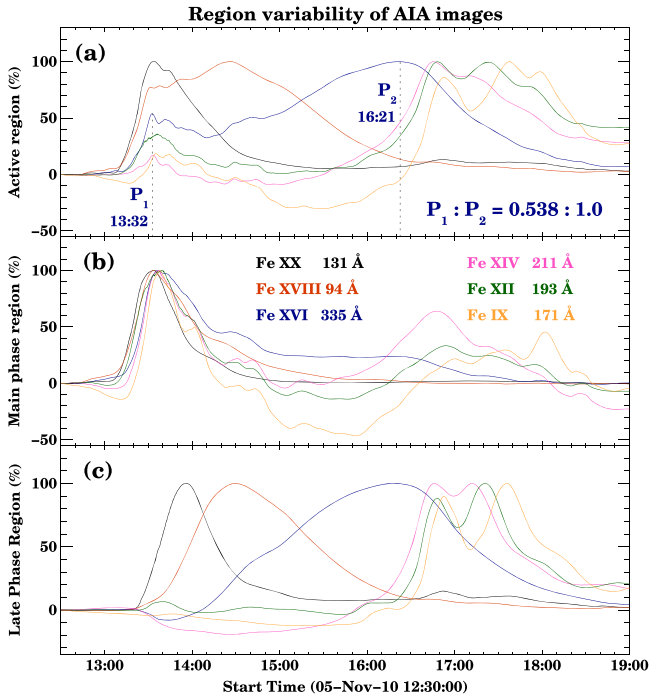 Region variability of AIA images
(a)
Active region (%)
100
50
0
−50
P1
13:32
P2
16:21
P1 : P2 = 0.538 : 1.0
(b)
Main phase region (%)
100
50
0
−50
Fe XX 131 Å
Fe XVIII 94 Å
Fe XVI 335 Å
Fe XIV 211 Å
Fe XII 193 Å
Fe IX 171 Å
(c)
Late Phase Region (%)
100
50
0
13:00 14:00 15:00 16:00 17:00 18:00 19:00
Start Time (05−Nov−10 12:30:00)